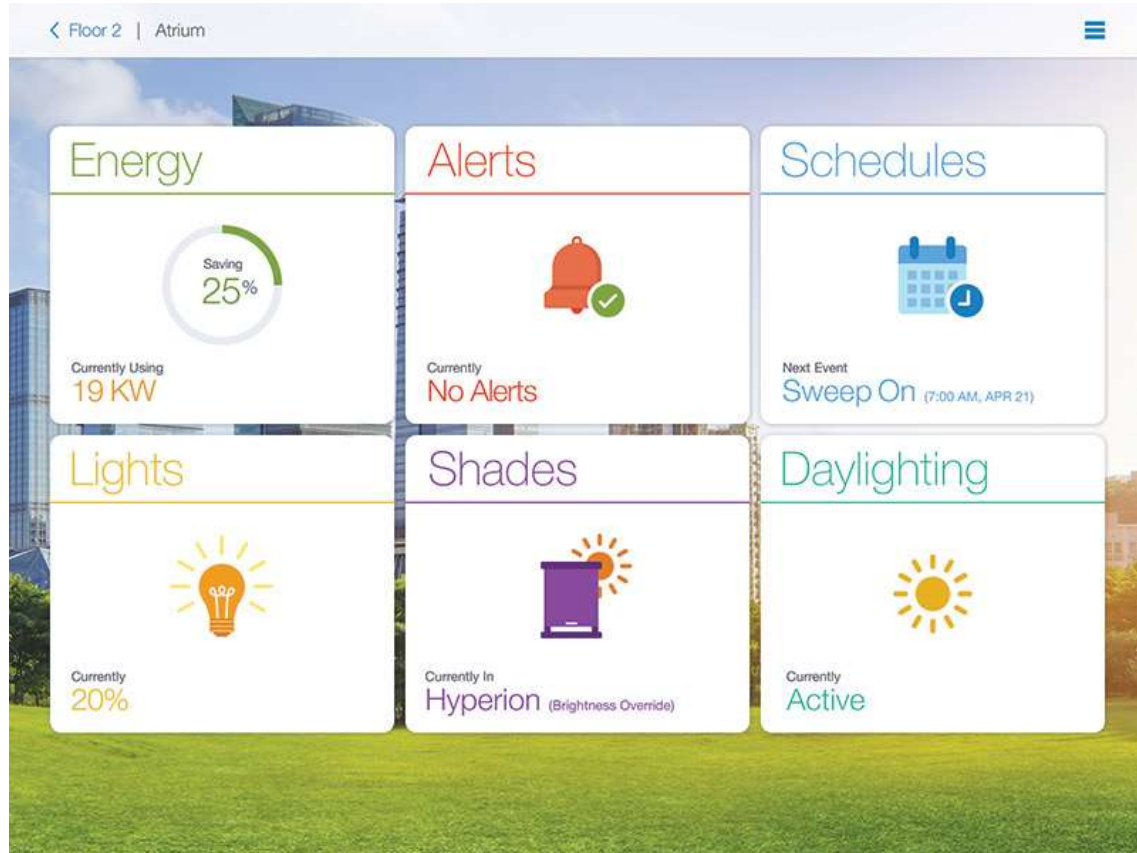 Floor 2 | Atrium
Energy
Saving
25%
Currently Using
19 KW
Alerts
Currently
No Alerts
Schedules
Next Event
Sweep On (7:00 AM, APR 21)
Lights
Currently
20%
Shades
Currently In
Hyperion (Brightness Override)
Daylighting
Currently
Active